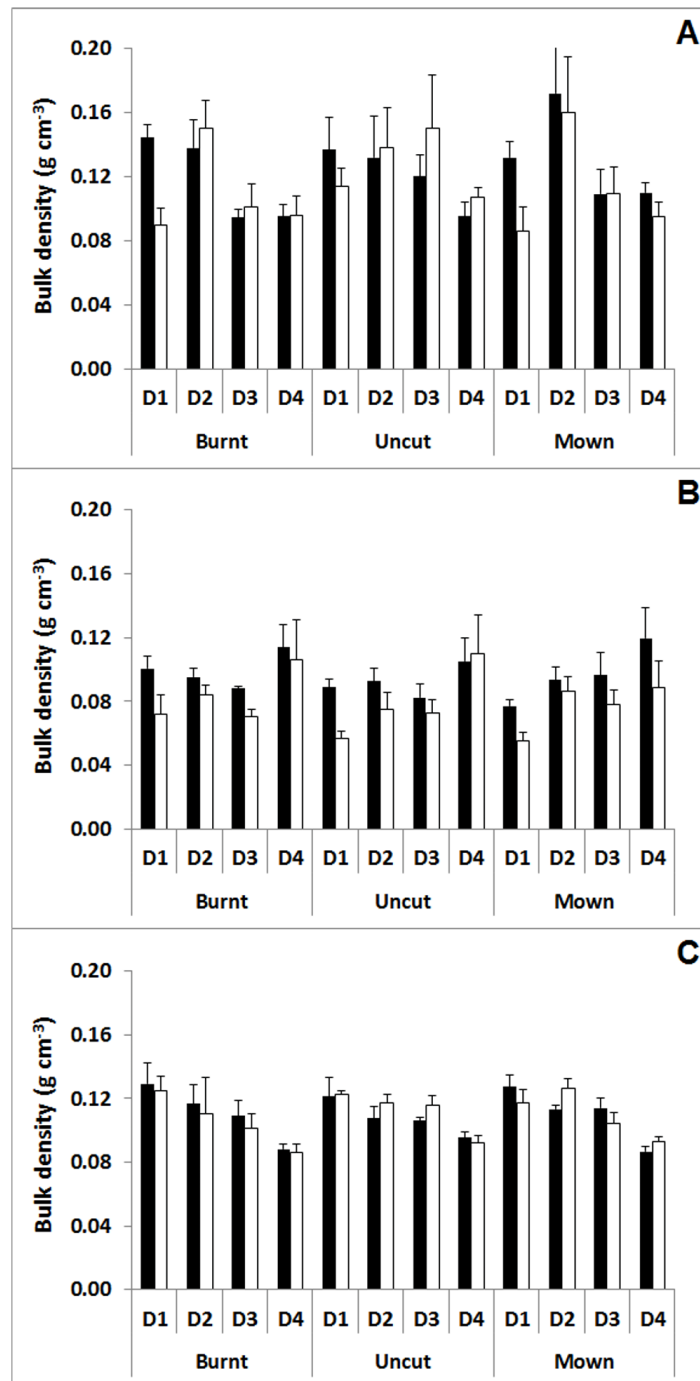 A
Bulk density (g cm-3)
0.20
0.16
0.12
0.08
0.04
0.00
D1 D2 D3 D4 D1 D2 D3 D4 D1 D2 D3 D4
Burnt Uncut Mown
B
Bulk density (g cm-3)
0.20
0.16
0.12
0.08
0.04
0.00
D1 D2 D3 D4 D1 D2 D3 D4 D1 D2 D3 D4
Burnt Uncut Mown
C
Bulk density (g cm-3)
0.20
0.16
0.12
0.08
0.04
0.00
D1 D2 D3 D4 D1 D2 D3 D4 D1 D2 D3 D4
Burnt Uncut Mown